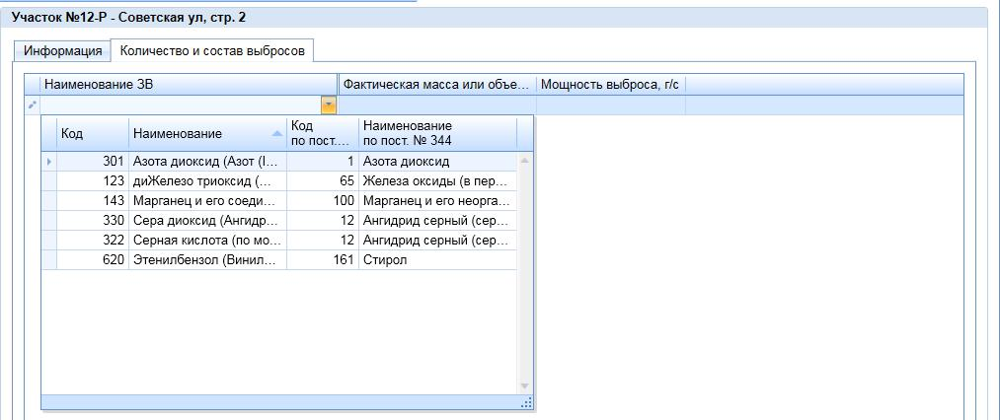 Участок №12-Р - Советская ул, стр. 2
Информация Количество и состав выбросов
Наименование ЗВ Фактическая масса или объе... Мощность выброса, г/с
Код Наименование Код по пост.... Наименование по пост. № 344
301 Азота диоксид (Азот (I... 1 Азота диоксид
123 диЖелезо триоксид (... 65 Железа оксиды (в пер...
143 Марганец и его соеди... 100 Марганец и его неорга...
330 Сера диоксид (Ангидр... 12 Ангидрид серный (сер...
322 Серная кислота (по мо... 12 Ангидрид серный (сер...
620 Этенилбензол (Винил... 161 Стирол